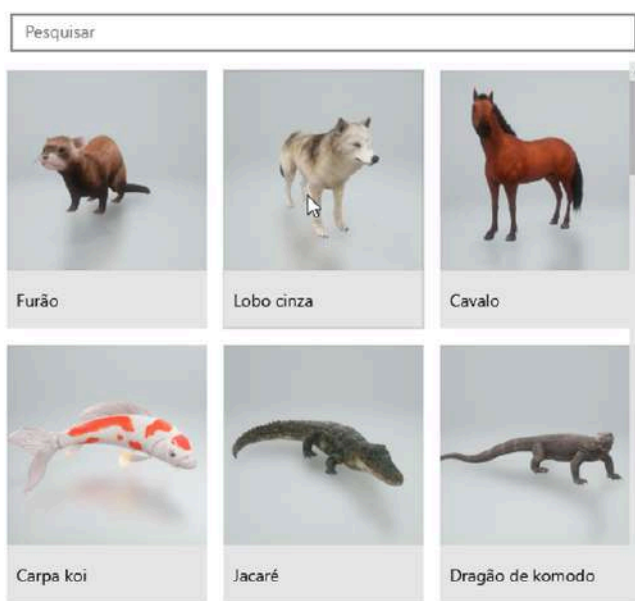 Pesquisar
Furão
Lobo cinza
Cavalo
Carpa koi
Jacaré
Dragão de komodo